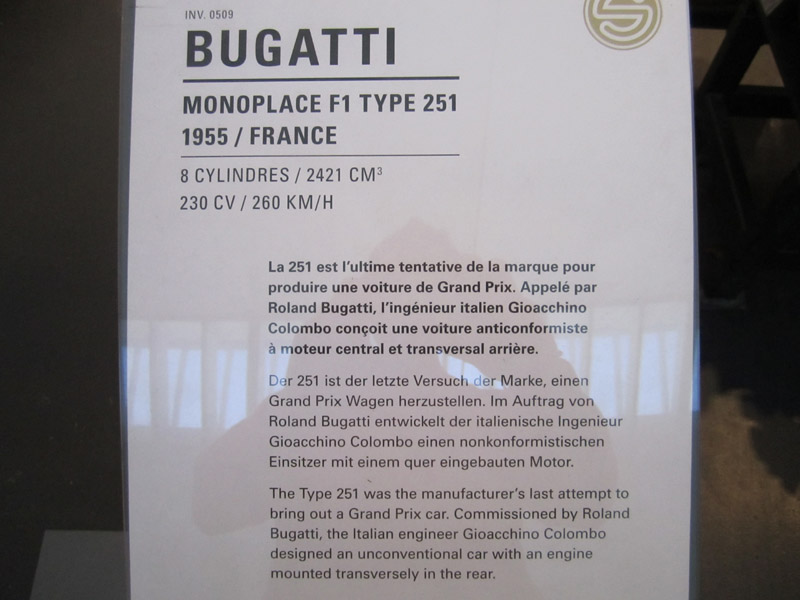 INV. 0509
BUGATTI
MONOPLACE F1 TYPE 251
1955 / FRANCE
8 CYLINDRES / 2421 CM³
230 CV / 260 KM/H
La 251 est l’ultime tentative de la marque pour
produire une voiture de Grand Prix. Appelé par
Roland Bugatti, l’ingénieur italien Gioacchino
Colombo conçoit une voiture anticonformiste
à moteur central et transversal arrière.
Der 251 ist der letzte Versuch der Marke, einen
Grand Prix Wagen herzustellen. Im Auftrag von
Roland Bugatti entwickelt der italienische Ingenieur
Gioacchino Colombo einen nonkonformistischen
Einsitzer mit einem quer eingebauten Motor.
The Type 251 was the manufacturer’s last attempt to
bring out a Grand Prix car. Commissioned by Roland
Bugatti, the Italian engineer Gioacchino Colombo
designed an unconventional car with an engine
mounted transversely in the rear.